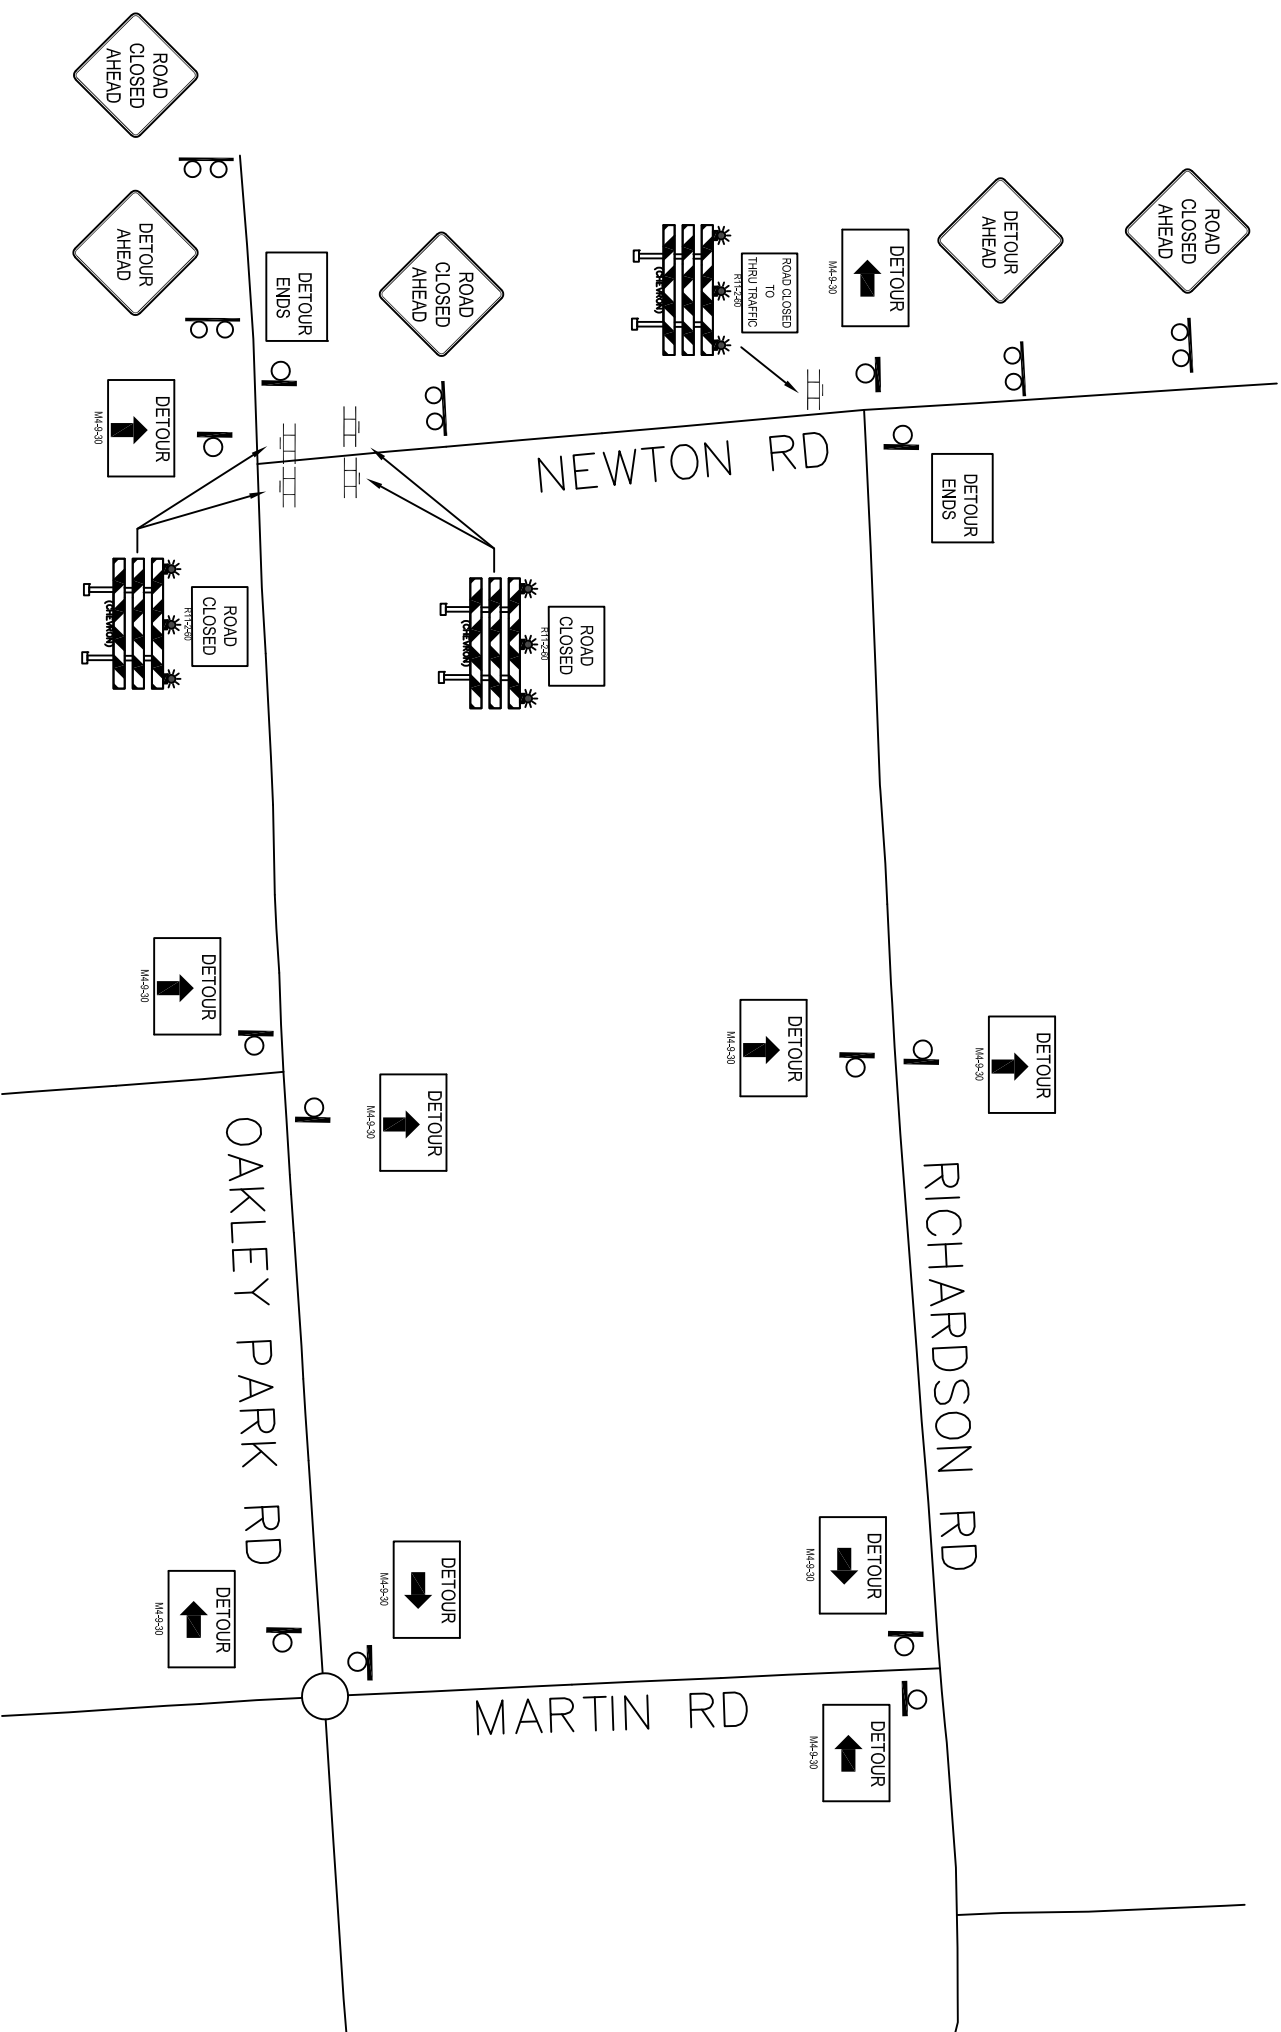 ROAD
CLOSED
AHEAD
DETOUR
AHEAD
DETOUR
M4-9-30
ROAD CLOSED
TO
THRU TRAFFIC
R11-2-60
(CHEVRON)
DETOUR
ENDS
NEWTON RD
ROAD
CLOSED
AHEAD
ROAD
CLOSED
R11-2-60
(CHEVRON)
DETOUR
ENDS
ROAD
CLOSED
AHEAD
DETOUR
AHEAD
DETOUR
M4-9-30
ROAD
CLOSED
R11-2-60
(CHEVRON)
DETOUR
M4-9-30
DETOUR
M4-9-30
RICHARDSON RD
DETOUR
M4-9-30
DETOUR
M4-9-30
DETOUR
M4-9-30
DETOUR
M4-9-30
OAKLEY PARK RD
MARTIN RD
DETOUR
M4-9-30
DETOUR
M4-9-30